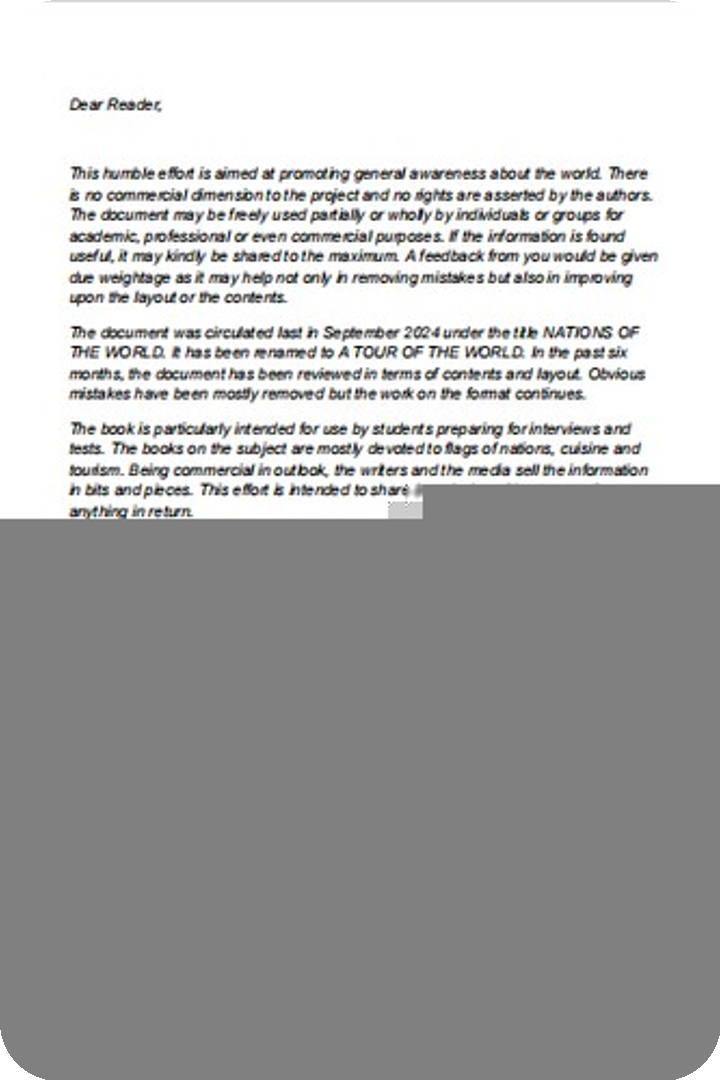 Dear Reader,
This humble effort is aimed at promoting general awareness about the world. There
is no commercial dimension to the project and no rights are asserted by the authors.
The document may be freely used partially or wholly by individuals or groups for
academic, professional or even commercial purposes. If the information is found
useful, it may kindly be shared to the maximum. A feedback from you would be given
due weightage as it may help not only in removing mistakes but also in improving
upon the layout or the contents.
The document was circulated last in September 2024 under the title NATIONS OF
THE WORLD. It has been renamed to A TOUR OF THE WORLD. In the past six
months, the document has been reviewed in terms of contents and layout. Obvious
mistakes have been mostly removed but the work on the format continues.
The book is particularly intended for use by students preparing for interviews and
tests. The books on the subject are mostly devoted to flags of nations, cuisine and
tourism. Being commercial in outlook, the writers and the media sell the information
in bits and pieces. This effort is intended to share
anything in return.